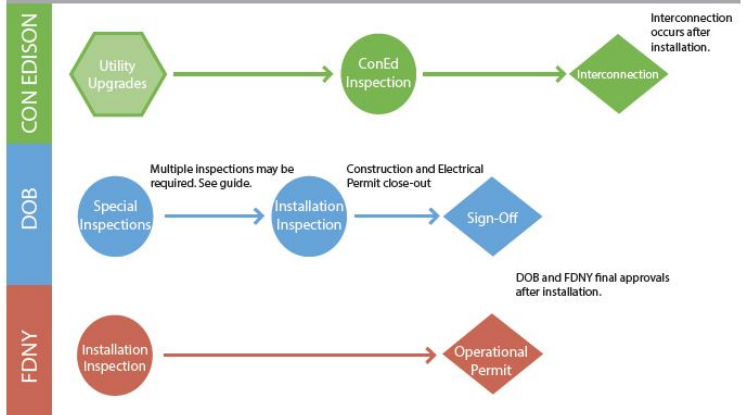 CON EDISON
Utility
Upgrades
ConEd
Inspection
Interconnection
Interconnection
occurs after
installation.
DOB
Special
Inspections
Multiple inspections may be
required. See guide.
Installation
Inspection
Construction and Electrical
Permit close-out
Sign-Off
DOB and FDNY final approvals
after installation.
FDNY
Installation
Inspection
Operational
Permit